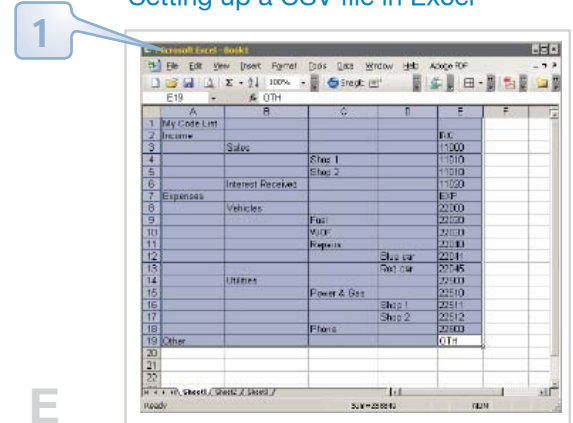 Setting up a CSV file in Excel
1
Microsoft Excel - Book1
File Edit View Insert Format Tools Data Window Help Adobe PDF
Σ 100% SnagIt
E19 fx OTH
A B C D E F
1 My Code List
2 Income INC
3 Sales 11000
4 Shop 1 11010
5 Shop 2 11010
6 Interest Received 11020
7 Expenses EXP
8 Vehicles 22000
9 Fuel 22020
10 WOF 22030
11 Repairs 22040
12 Blue car 22041
13 Red car 22045
14 Utilities 22500
15 Power & Gas 22510
16 Shop 1 22511
17 Shop 2 22512
18 Phone 22600
19 Other OTH
20
21
22
Sheet1 Sheet2 Sheet3
Ready NUM
E